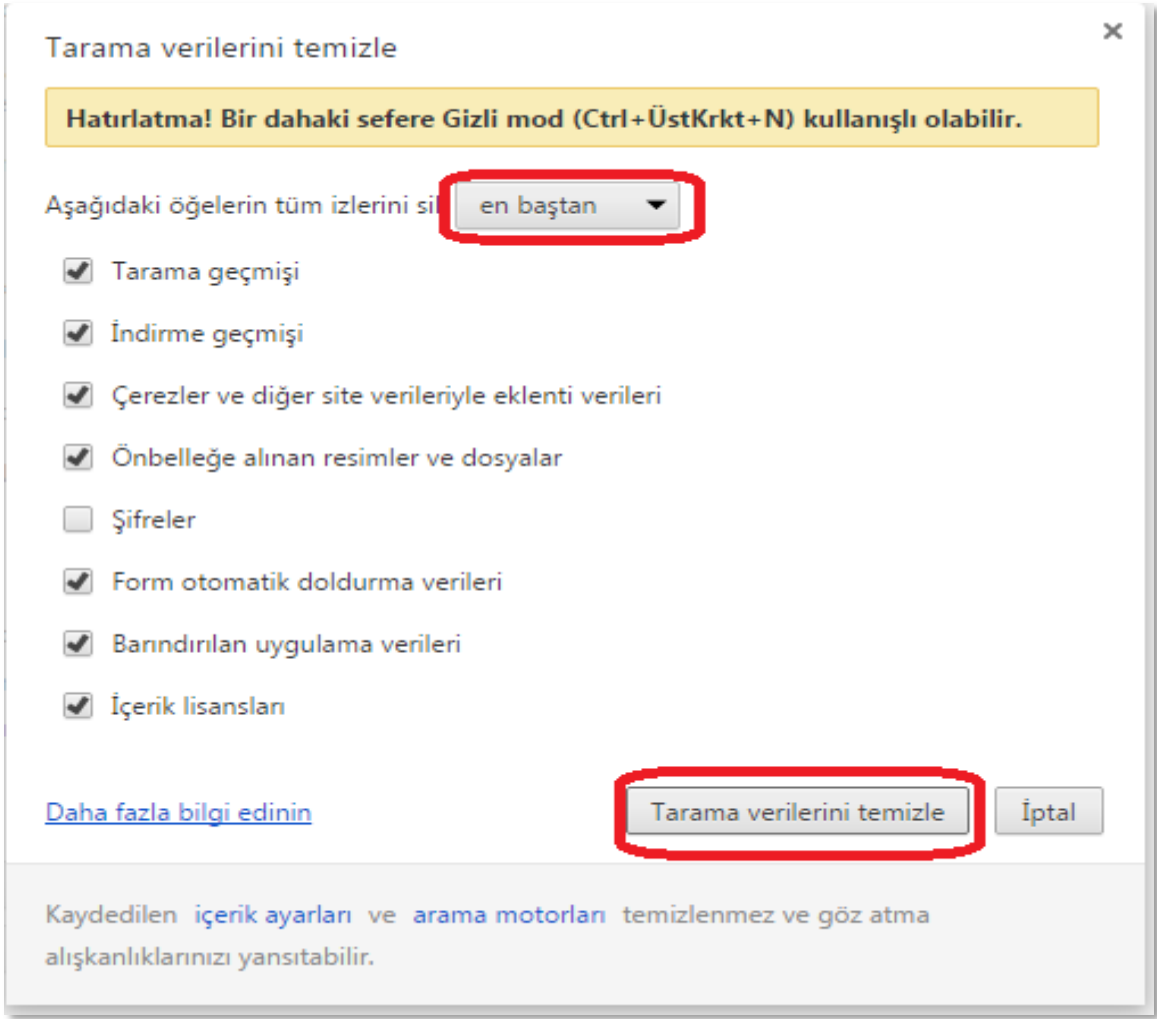 Tarama verilerini temizle
Hatırlatma! Bir dahaki sefere Gizli mod (Ctrl+ÜstKrkt+N) kullanışlı olabilir.
Aşağıdaki öğelerin tüm izlerini sil en baştan
Tarama geçmişi
İndirme geçmişi
Çerezler ve diğer site verileriyle eklenti verileri
Önbelleğe alınan resimler ve dosyalar
Şifreler
Form otomatik doldurma verileri
Barındırılan uygulama verileri
İçerik lisansları
Daha fazla bilgi edinin Tarama verilerini temizle İptal
Kaydedilen içerik ayarları ve arama motorları temizlenmez ve göz atma
alışkanlıklarınızı yansıtabilir.